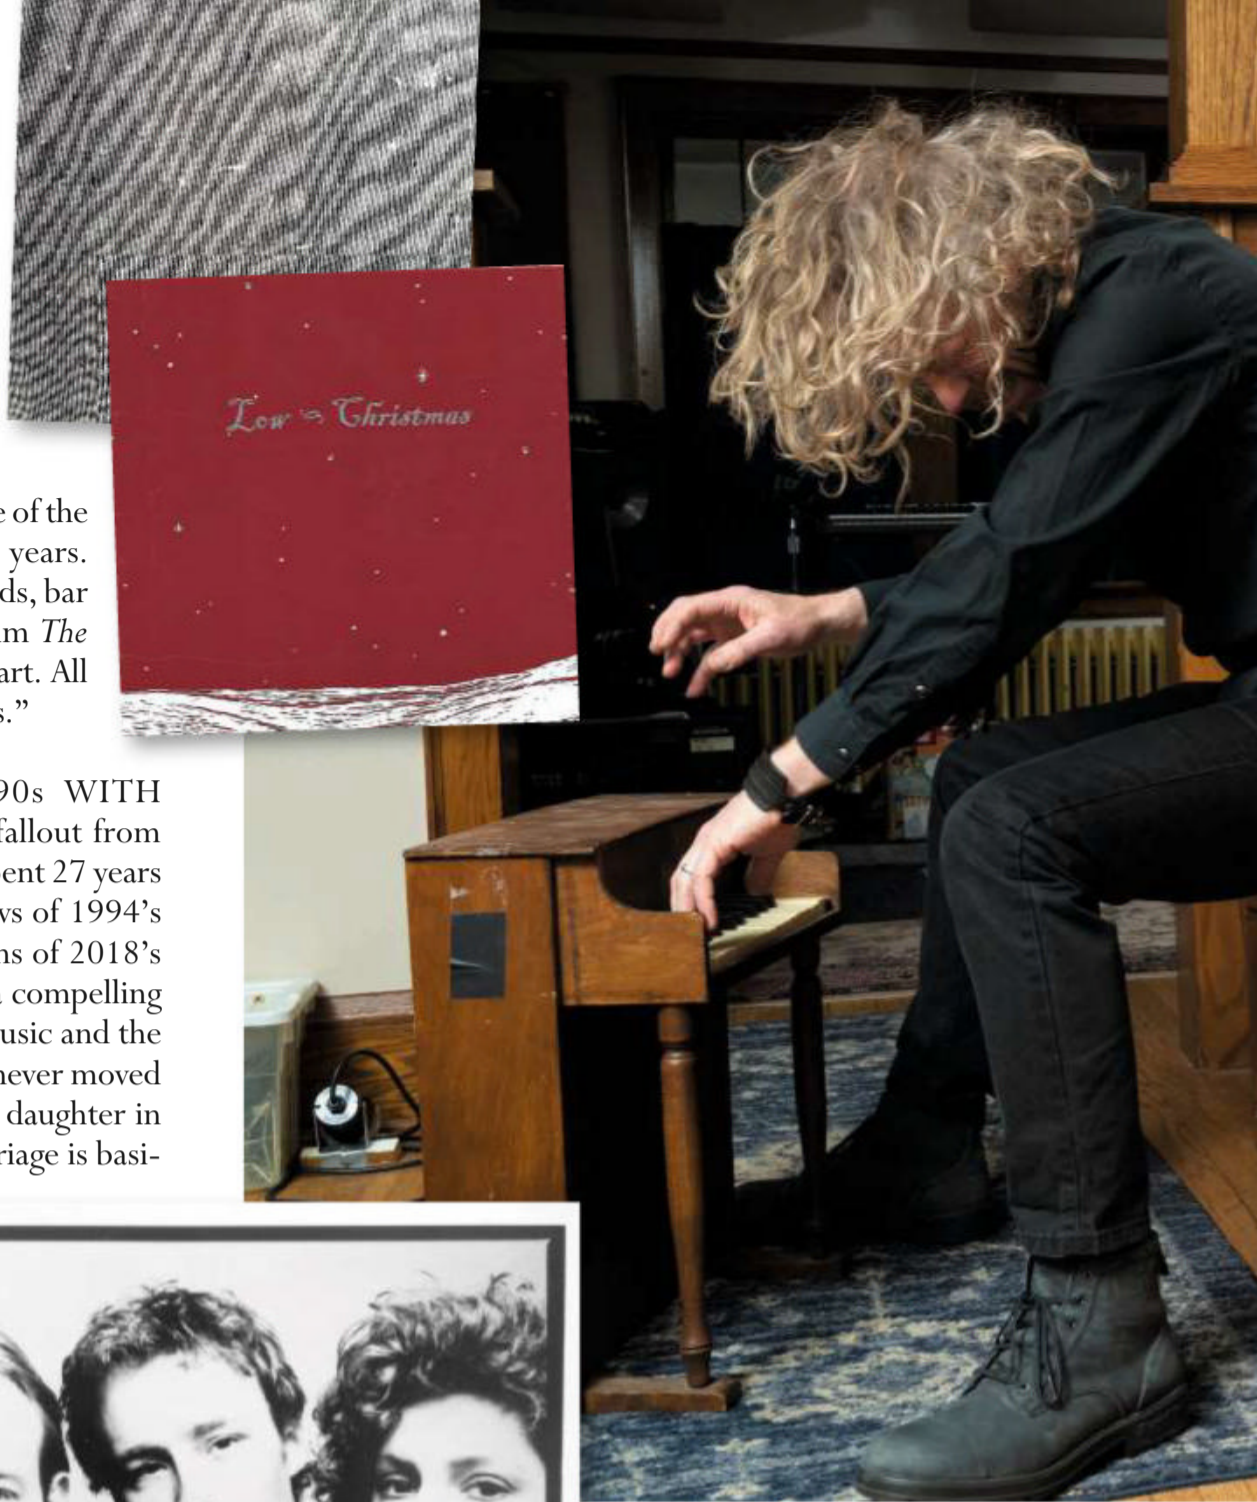 Low Christmas
e of the
years.
ds, bar
m The
art. All
s.”
90s WITH
fallout from
ent 27 years
ws of 1994’s
ns of 2018’s
compelling
usic and the
never moved
daughter in
riage is basi-